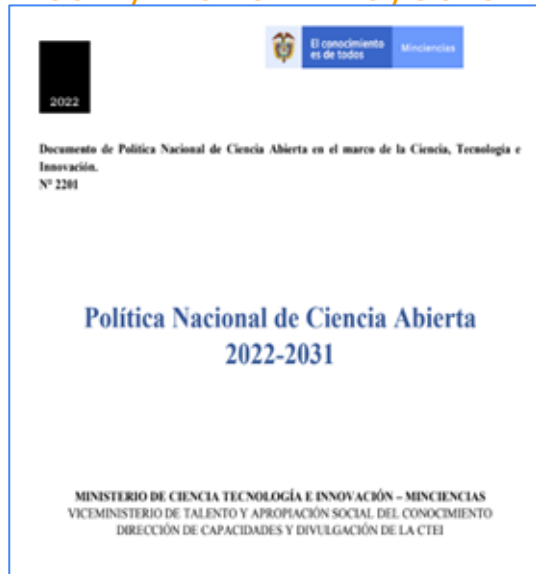 El conocimiento
es de todos
Minciencias
2022
Documento de Política Nacional de Ciencia Abierta en el marco de la Ciencia, Tecnología e
Innovación.
N° 2201
Política Nacional de Ciencia Abierta
2022-2031
MINISTERIO DE CIENCIA TECNOLOGÍA E INNOVACIÓN – MINCIENCIAS
VICEMINISTERIO DE TALENTO Y APROPIACIÓN SOCIAL DEL CONOCIMIENTO
DIRECCIÓN DE CAPACIDADES Y DIVULGACIÓN DE LA CTEI